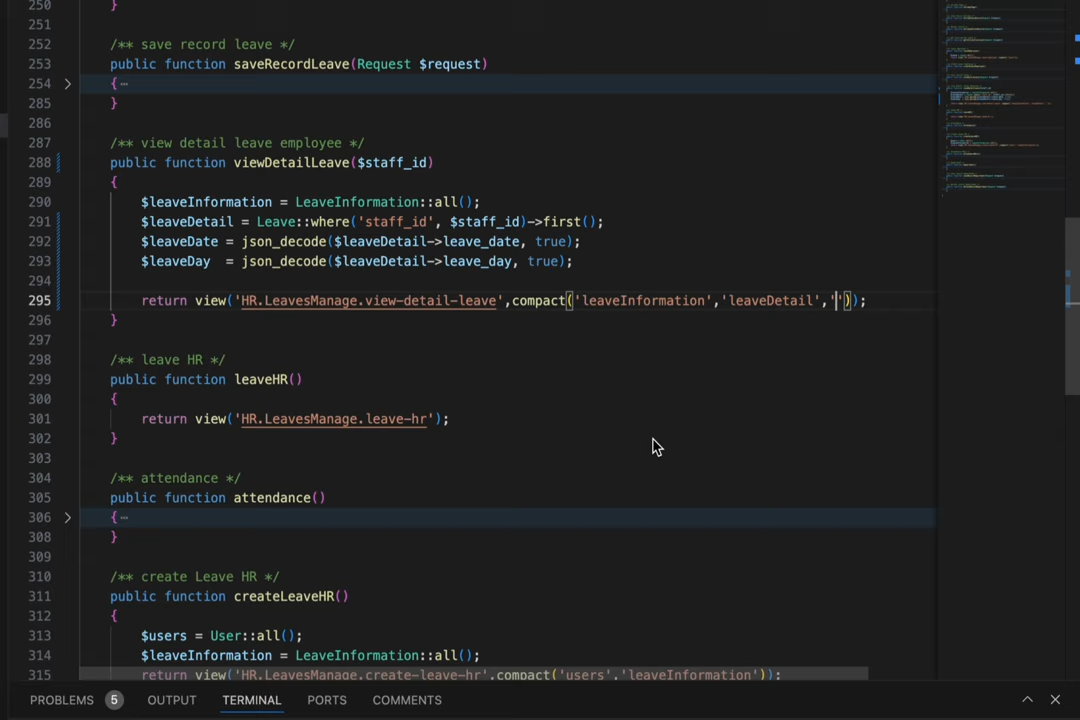 250 }
251
252 /** save record leave */
253 public function saveRecordLeave(Request $request)
254 {⋯
285 }
286
287 /** view detail leave employee */
288 public function viewDetailLeave($staff_id)
289 {
290 $leaveInformation = LeaveInformation::all();
291 $leaveDetail = Leave::where('staff_id', $staff_id)->first();
292 $leaveDate = json_decode($leaveDetail->leave_date, true);
293 $leaveDay  = json_decode($leaveDetail->leave_day, true);
294
295 return view('HR.LeavesManage.view-detail-leave',compact('leaveInformation','leaveDetail',''));
296 }
297
298 /** leave HR */
299 public function leaveHR()
300 {
301 return view('HR.LeavesManage.leave-hr');
302 }
303
304 /** attendance */
305 public function attendance()
306 {⋯
308 }
309
310 /** create Leave HR */
311 public function createLeaveHR()
312 {
313 $users = User::all();
314 $leaveInformation = LeaveInformation::all();
315 return view('HR.LeavesManage.create-leave-hr',compact('users','leaveInformation'));
PROBLEMS 5 OUTPUT TERMINAL PORTS COMMENTS